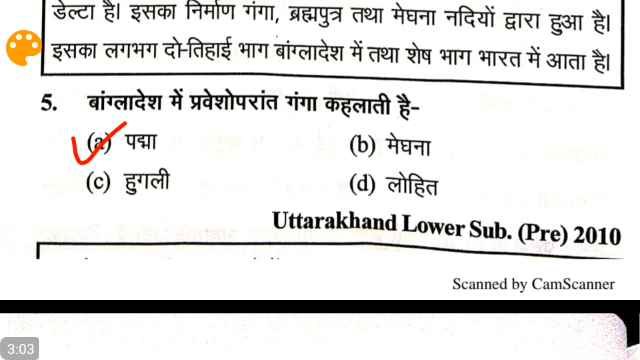 डेल्टा है। इसका निर्माण गंगा, ब्रह्मपुत्र तथा मेघना नदियों द्वारा हुआ है।
इसका लगभग दो-तिहाई भाग बांग्लादेश में तथा शेष भाग भारत में आता है।
5. बांग्लादेश में प्रवेशोपरांत गंगा कहलाती है-
(a) पद्मा (b) मेघना
(c) हुगली (d) लोहित
Uttarakhand Lower Sub. (Pre) 2010
Scanned by CamScanner
3:03